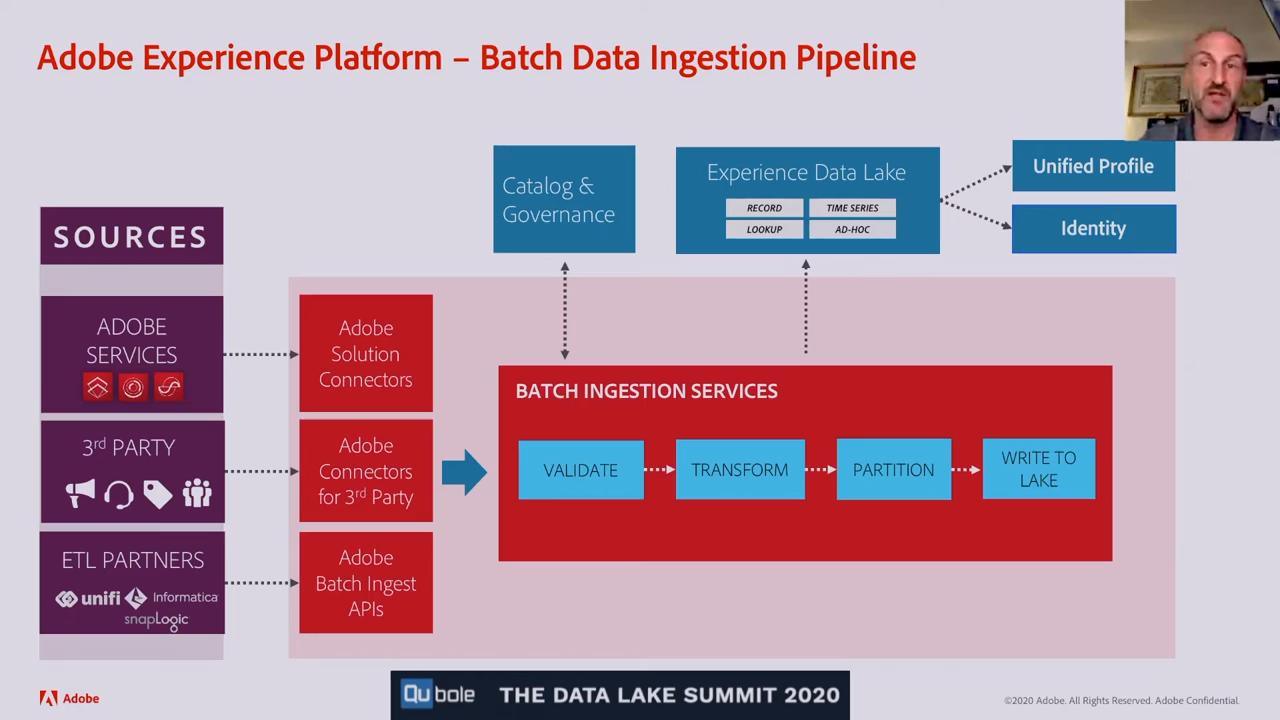 Adobe Experience Platform – Batch Data Ingestion Pipeline
SOURCES
ADOBE
SERVICES
3rd PARTY
ETL PARTNERS
unifi
Informatica
snapLogic
Adobe
Solution
Connectors
Adobe
Connectors
for 3rd Party
Adobe
Batch Ingest
APIs
Catalog &
Governance
Experience Data Lake
RECORD
TIME SERIES
LOOKUP
AD-HOC
Unified Profile
Identity
BATCH INGESTION SERVICES
VALIDATE
TRANSFORM
PARTITION
WRITE TO
LAKE
Adobe
Qubole
THE DATA LAKE SUMMIT 2020
©2020 Adobe. All Rights Reserved. Adobe Confidential.